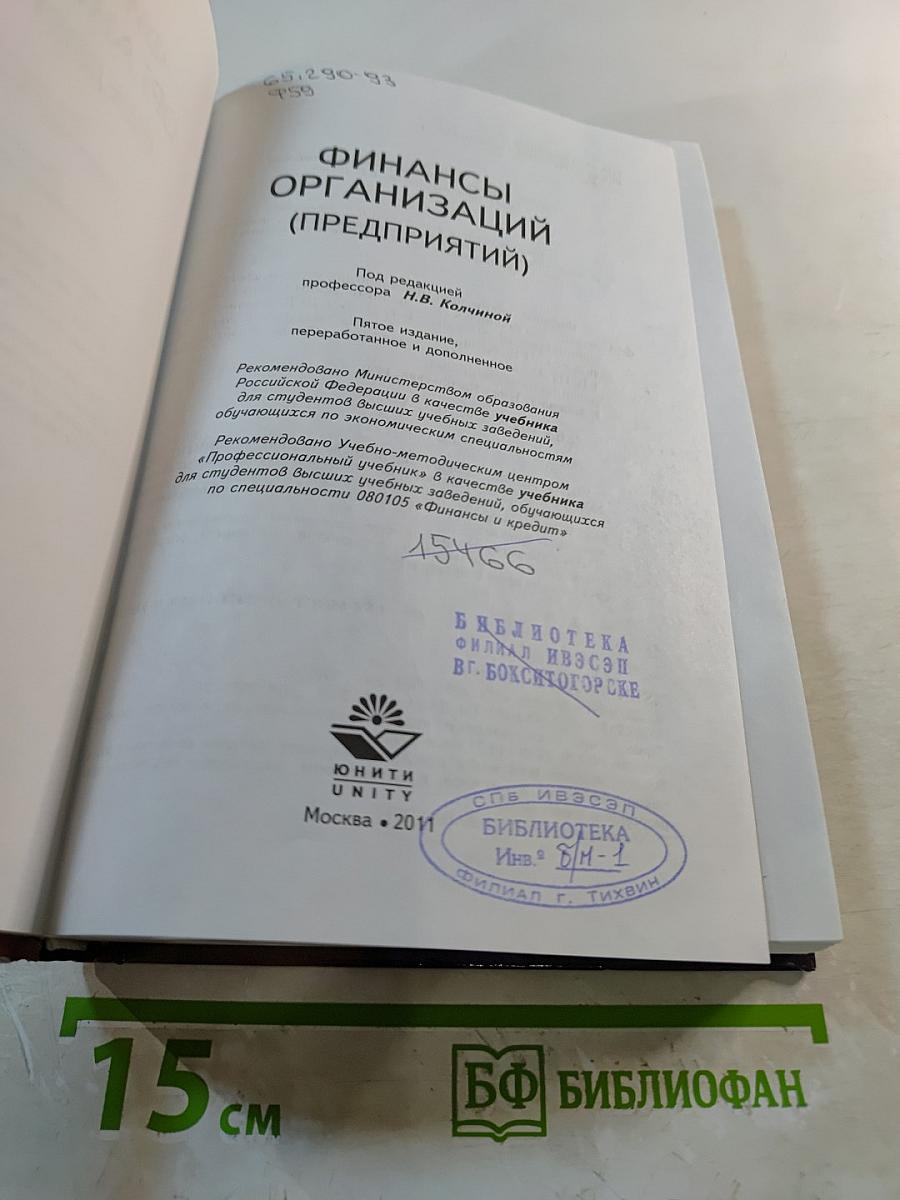 65.290-93
Ф59
ФИНАНСЫ
ОРГАНИЗАЦИЙ
(ПРЕДПРИЯТИЙ)
Под редакцией
профессора Н.В. Колчиной
Пятое издание,
переработанное и дополненное
Рекомендовано Министерством образования
Российской Федерации в качестве учебника
для студентов высших учебных заведений,
обучающихся по экономическим специальностям
Рекомендовано Учебно-методическим центром
«Профессиональный учебник» в качестве учебника
для студентов высших учебных заведений, обучающихся
по специальности 080105 «Финансы и кредит»
15466
БИБЛИОТЕКА
ФИЛИАЛ ИВЭСЭП
В г. БОКСИТОГОРСКЕ
ЮНИТИ
UNITY
Москва • 2011
СПБ ИВЭСЭП
БИБЛИОТЕКА
Инв.º Б/Н-1
ФИЛИАЛ г. ТИХВИН
15 см
БФ БИБЛИОФАН